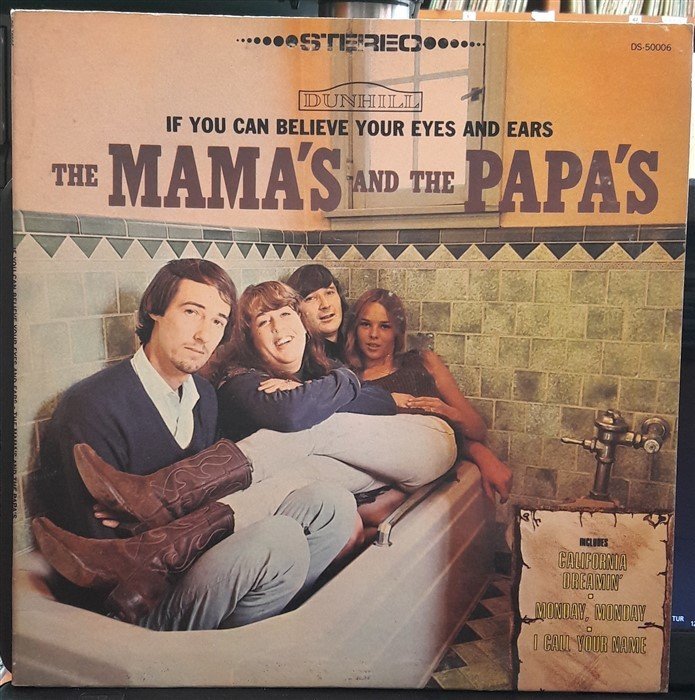 STEREO
DS-50006
DUNHILL
IF YOU CAN BELIEVE YOUR EYES AND EARS
THE MAMA'S AND THE PAPA'S
INCLUDES
CALIFORNIA
DREAMIN'
MONDAY, MONDAY
I CALL YOUR NAME
TUR